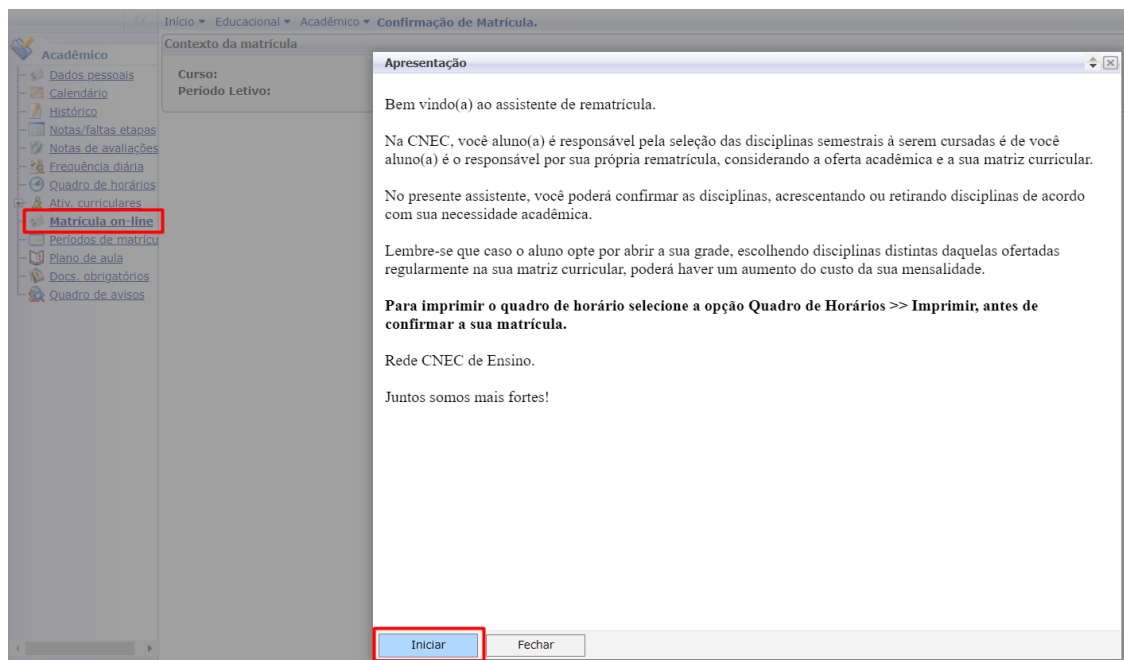 Início Educacional Acadêmico Confirmação de Matrícula.
Acadêmico
Dados pessoais
Calendário
Histórico
Notas/faltas etapas
Notas de avaliações
Frequência diária
Quadro de horários
Ativ. curriculares
Matrícula on-line
Períodos de matrícu
Plano de aula
Docs. obrigatórios
Quadro de avisos
Contexto da matrícula
Curso:
Período Letivo:
Apresentação
Bem vindo(a) ao assistente de rematrícula.
Na CNEC, você aluno(a) é responsável pela seleção das disciplinas semestrais à serem cursadas é de você
aluno(a) é o responsável por sua própria rematrícula, considerando a oferta acadêmica e a sua matriz curricular.
No presente assistente, você poderá confirmar as disciplinas, acrescentando ou retirando disciplinas de acordo
com sua necessidade acadêmica.
Lembre-se que caso o aluno opte por abrir a sua grade, escolhendo disciplinas distintas daquelas ofertadas
regularmente na sua matriz curricular, poderá haver um aumento do custo da sua mensalidade.
Para imprimir o quadro de horário selecione a opção Quadro de Horários >> Imprimir, antes de
confirmar a sua matrícula.
Rede CNEC de Ensino.
Juntos somos mais fortes!
Iniciar Fechar